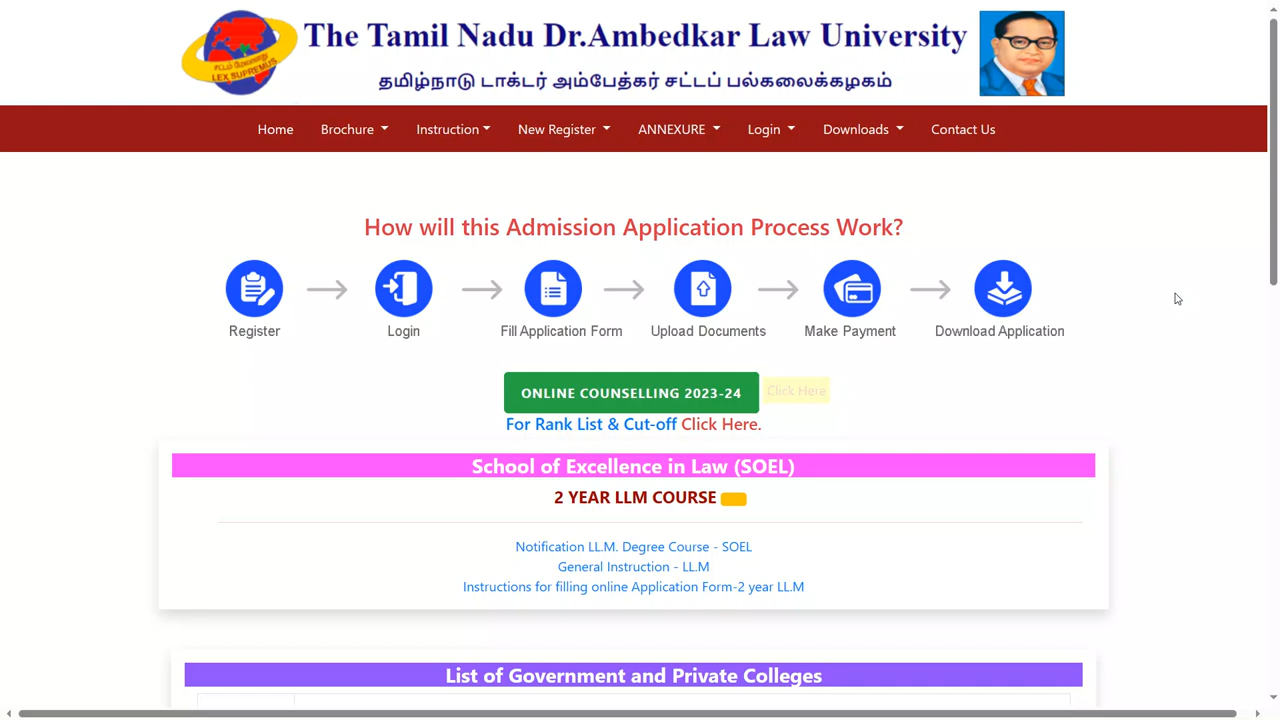 The Tamil Nadu Dr.Ambedkar Law University
தமிழ்நாடு டாக்டர் அம்பேத்கர் சட்டப் பல்கலைக்கழகம்
LEX SUPREMUS
Home Brochure Instruction New Register ANNEXURE Login Downloads Contact Us
How will this Admission Application Process Work?
Register Login Fill Application Form Upload Documents Make Payment Download Application
ONLINE COUNSELLING 2023-24 Click Here
For Rank List & Cut-off Click Here.
School of Excellence in Law (SOEL)
2 YEAR LLM COURSE
Notification LL.M. Degree Course - SOEL
General Instruction - LL.M
Instructions for filling online Application Form-2 year LL.M
List of Government and Private Colleges